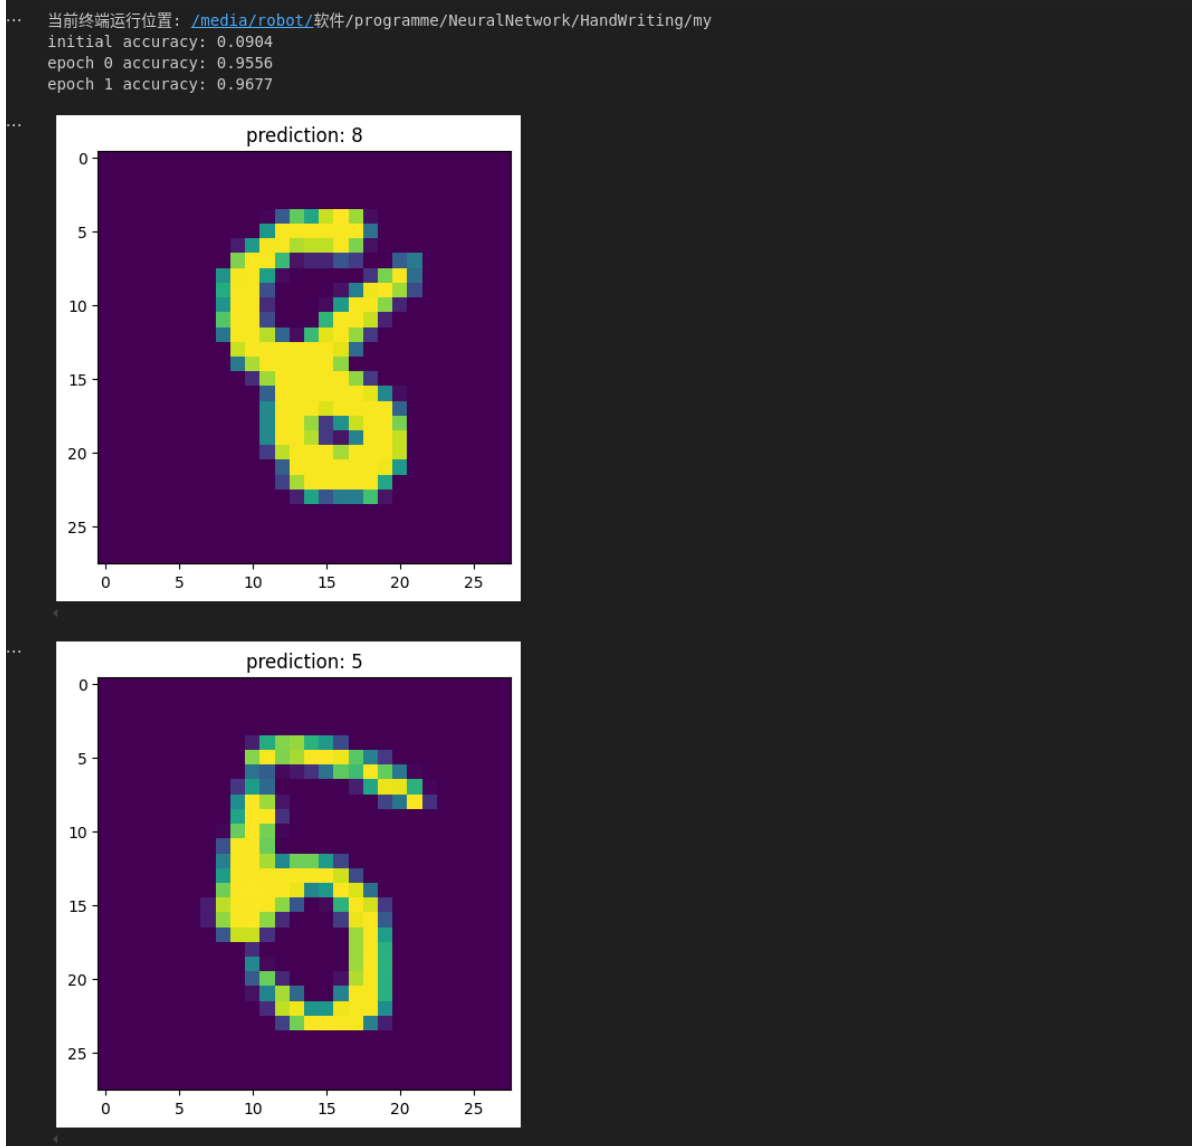 当前终端运行位置: /media/robot/软件/programme/NeuralNetwork/HandWriting/my
initial accuracy: 0.0904
epoch 0 accuracy: 0.9556
epoch 1 accuracy: 0.9677
prediction: 8
0
5
10
15
20
25
0 5 10 15 20 25
prediction: 5
0
5
10
15
20
25
0 5 10 15 20 25